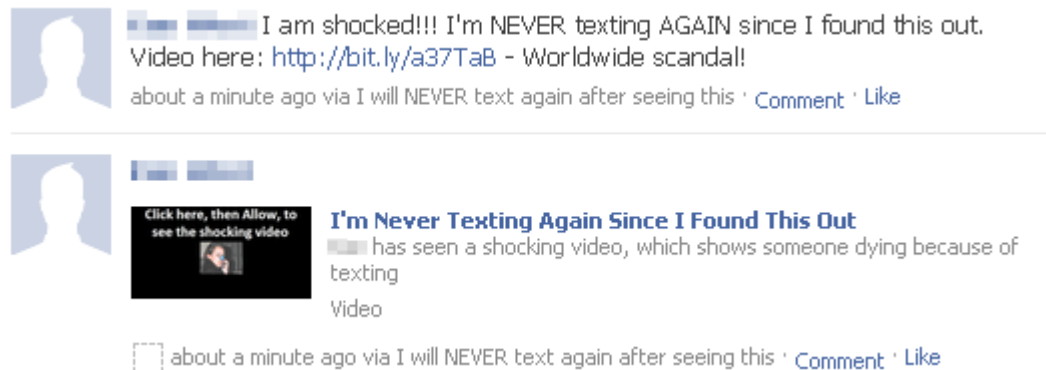 I am shocked!!! I'm NEVER texting AGAIN since I found this out.
Video here: http://bit.ly/a37TaB - Worldwide scandal!
about a minute ago via I will NEVER text again after seeing this · Comment · Like
Click here, then Allow, to
see the shocking video
I'm Never Texting Again Since I Found This Out
has seen a shocking video, which shows someone dying because of
texting
Video
about a minute ago via I will NEVER text again after seeing this · Comment · Like